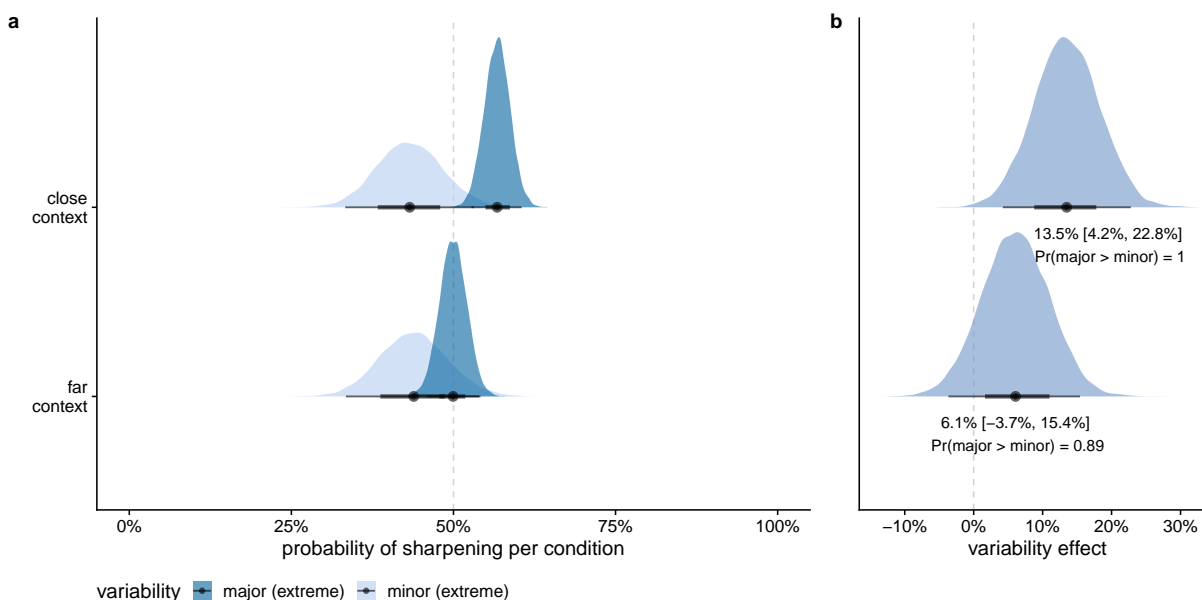 a
close
context
far
context
0%
25%
50%
75%
100%
probability of sharpening per condition
variability
major (extreme)
minor (extreme)
b
13.5% [4.2%, 22.8%]
Pr(major > minor) = 1
6.1% [−3.7%, 15.4%]
Pr(major > minor) = 0.89
−10%
0%
10%
20%
30%
variability effect